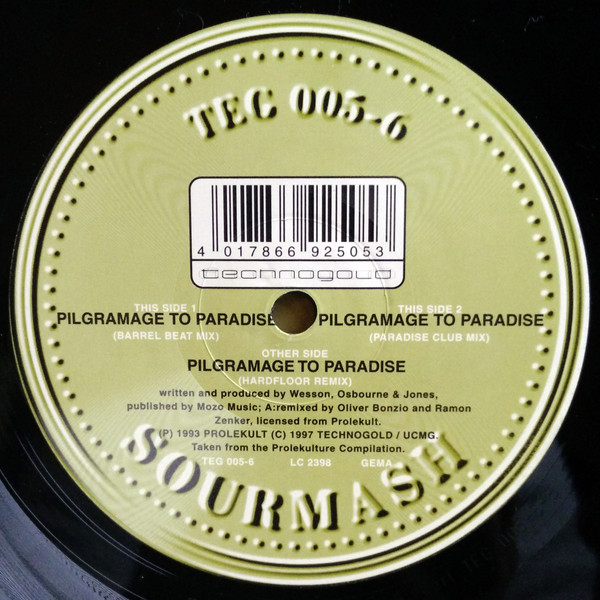 TEC 005-6
4 017866 925053
technogold
THIS SIDE 1
PILGRAMAGE TO PARADISE
(BARREL BEAT MIX)
THIS SIDE 2
PILGRAMAGE TO PARADISE
(PARADISE CLUB MIX)
OTHER SIDE
PILGRAMAGE TO PARADISE
(HARDFLOOR REMIX)
written and produced by Wesson, Osbourne & Jones,
published by Mozo Music; A:remixed by Oliver Bonzio and Ramon
Zenker, licensed from Prolekult.
(P) 1993 PROLEKULT (C) 1997 TECHNOGOLD / UCMG.
Taken from the Prolekulture Compilation.
TEG 005-6 LC 2398 GEMA
SOURMASH